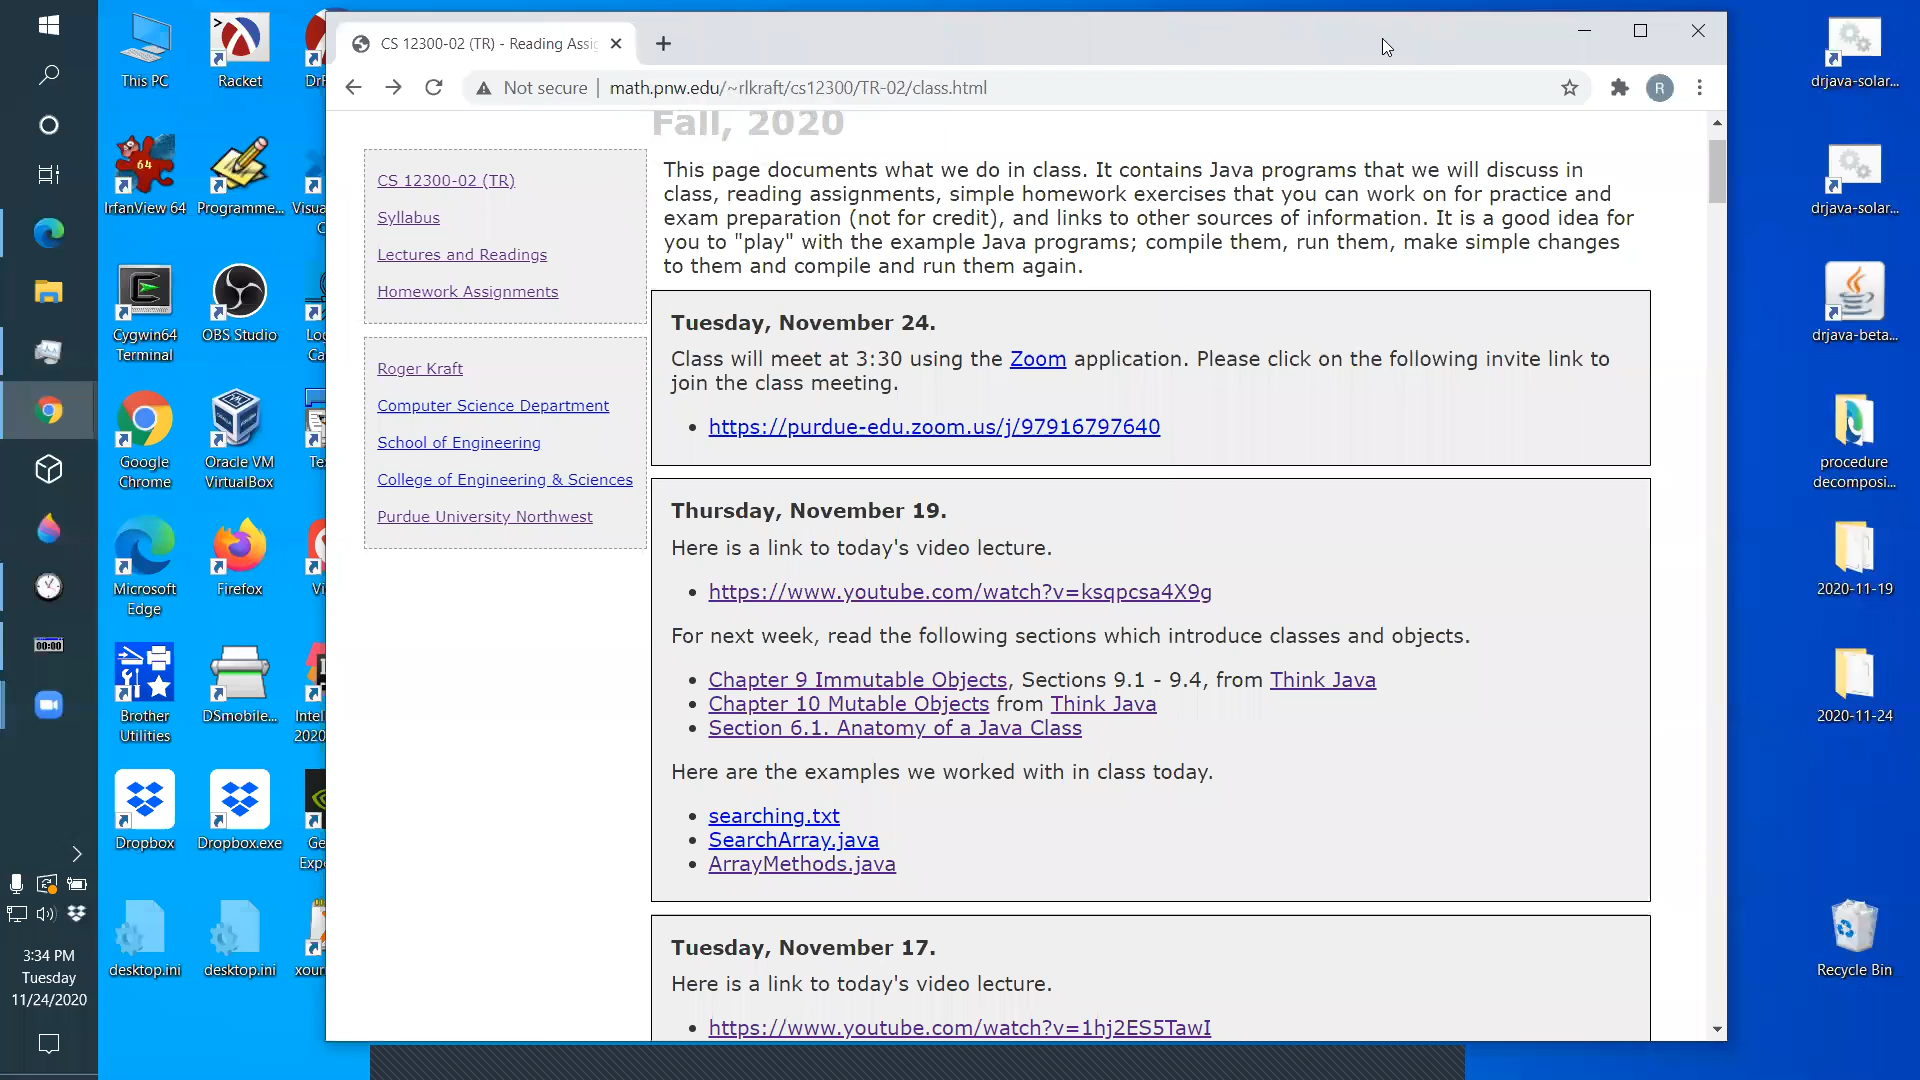 This PC
Racket
CS 12300-02 (TR) - Reading Assig
Not secure
math.pnw.edu/~rlkraft/cs12300/TR-02/class.html
R
Fall, 2020
This page documents what we do in class. It contains Java programs that we will discuss in
class, reading assignments, simple homework exercises that you can work on for practice and
exam preparation (not for credit), and links to other sources of information. It is a good idea for
you to "play" with the example Java programs; compile them, run them, make simple changes
to them and compile and run them again.
CS 12300-02 (TR)
Syllabus
Lectures and Readings
Homework Assignments
Roger Kraft
Computer Science Department
School of Engineering
College of Engineering & Sciences
Purdue University Northwest
Tuesday, November 24.
Class will meet at 3:30 using the Zoom application. Please click on the following invite link to
join the class meeting.
https://purdue-edu.zoom.us/j/97916797640
Thursday, November 19.
Here is a link to today's video lecture.
https://www.youtube.com/watch?v=ksqpcsa4X9g
For next week, read the following sections which introduce classes and objects.
Chapter 9 Immutable Objects, Sections 9.1 - 9.4, from Think Java
Chapter 10 Mutable Objects from Think Java
Section 6.1. Anatomy of a Java Class
Here are the examples we worked with in class today.
searching.txt
SearchArray.java
ArrayMethods.java
Tuesday, November 17.
Here is a link to today's video lecture.
https://www.youtube.com/watch?v=1hj2ES5TawI
64
IrfanView 64
Programme...
Cygwin64
Terminal
OBS Studio
Google
Chrome
Oracle VM
VirtualBox
Microsoft
Edge
Firefox
Brother
Utilities
DSmobile...
Dropbox
Dropbox.exe
desktop.ini
desktop.ini
00:00
3:34 PM
Tuesday
11/24/2020
drjava-solar...
drjava-solar...
drjava-beta...
procedure
decomposi...
2020-11-19
2020-11-24
Recycle Bin